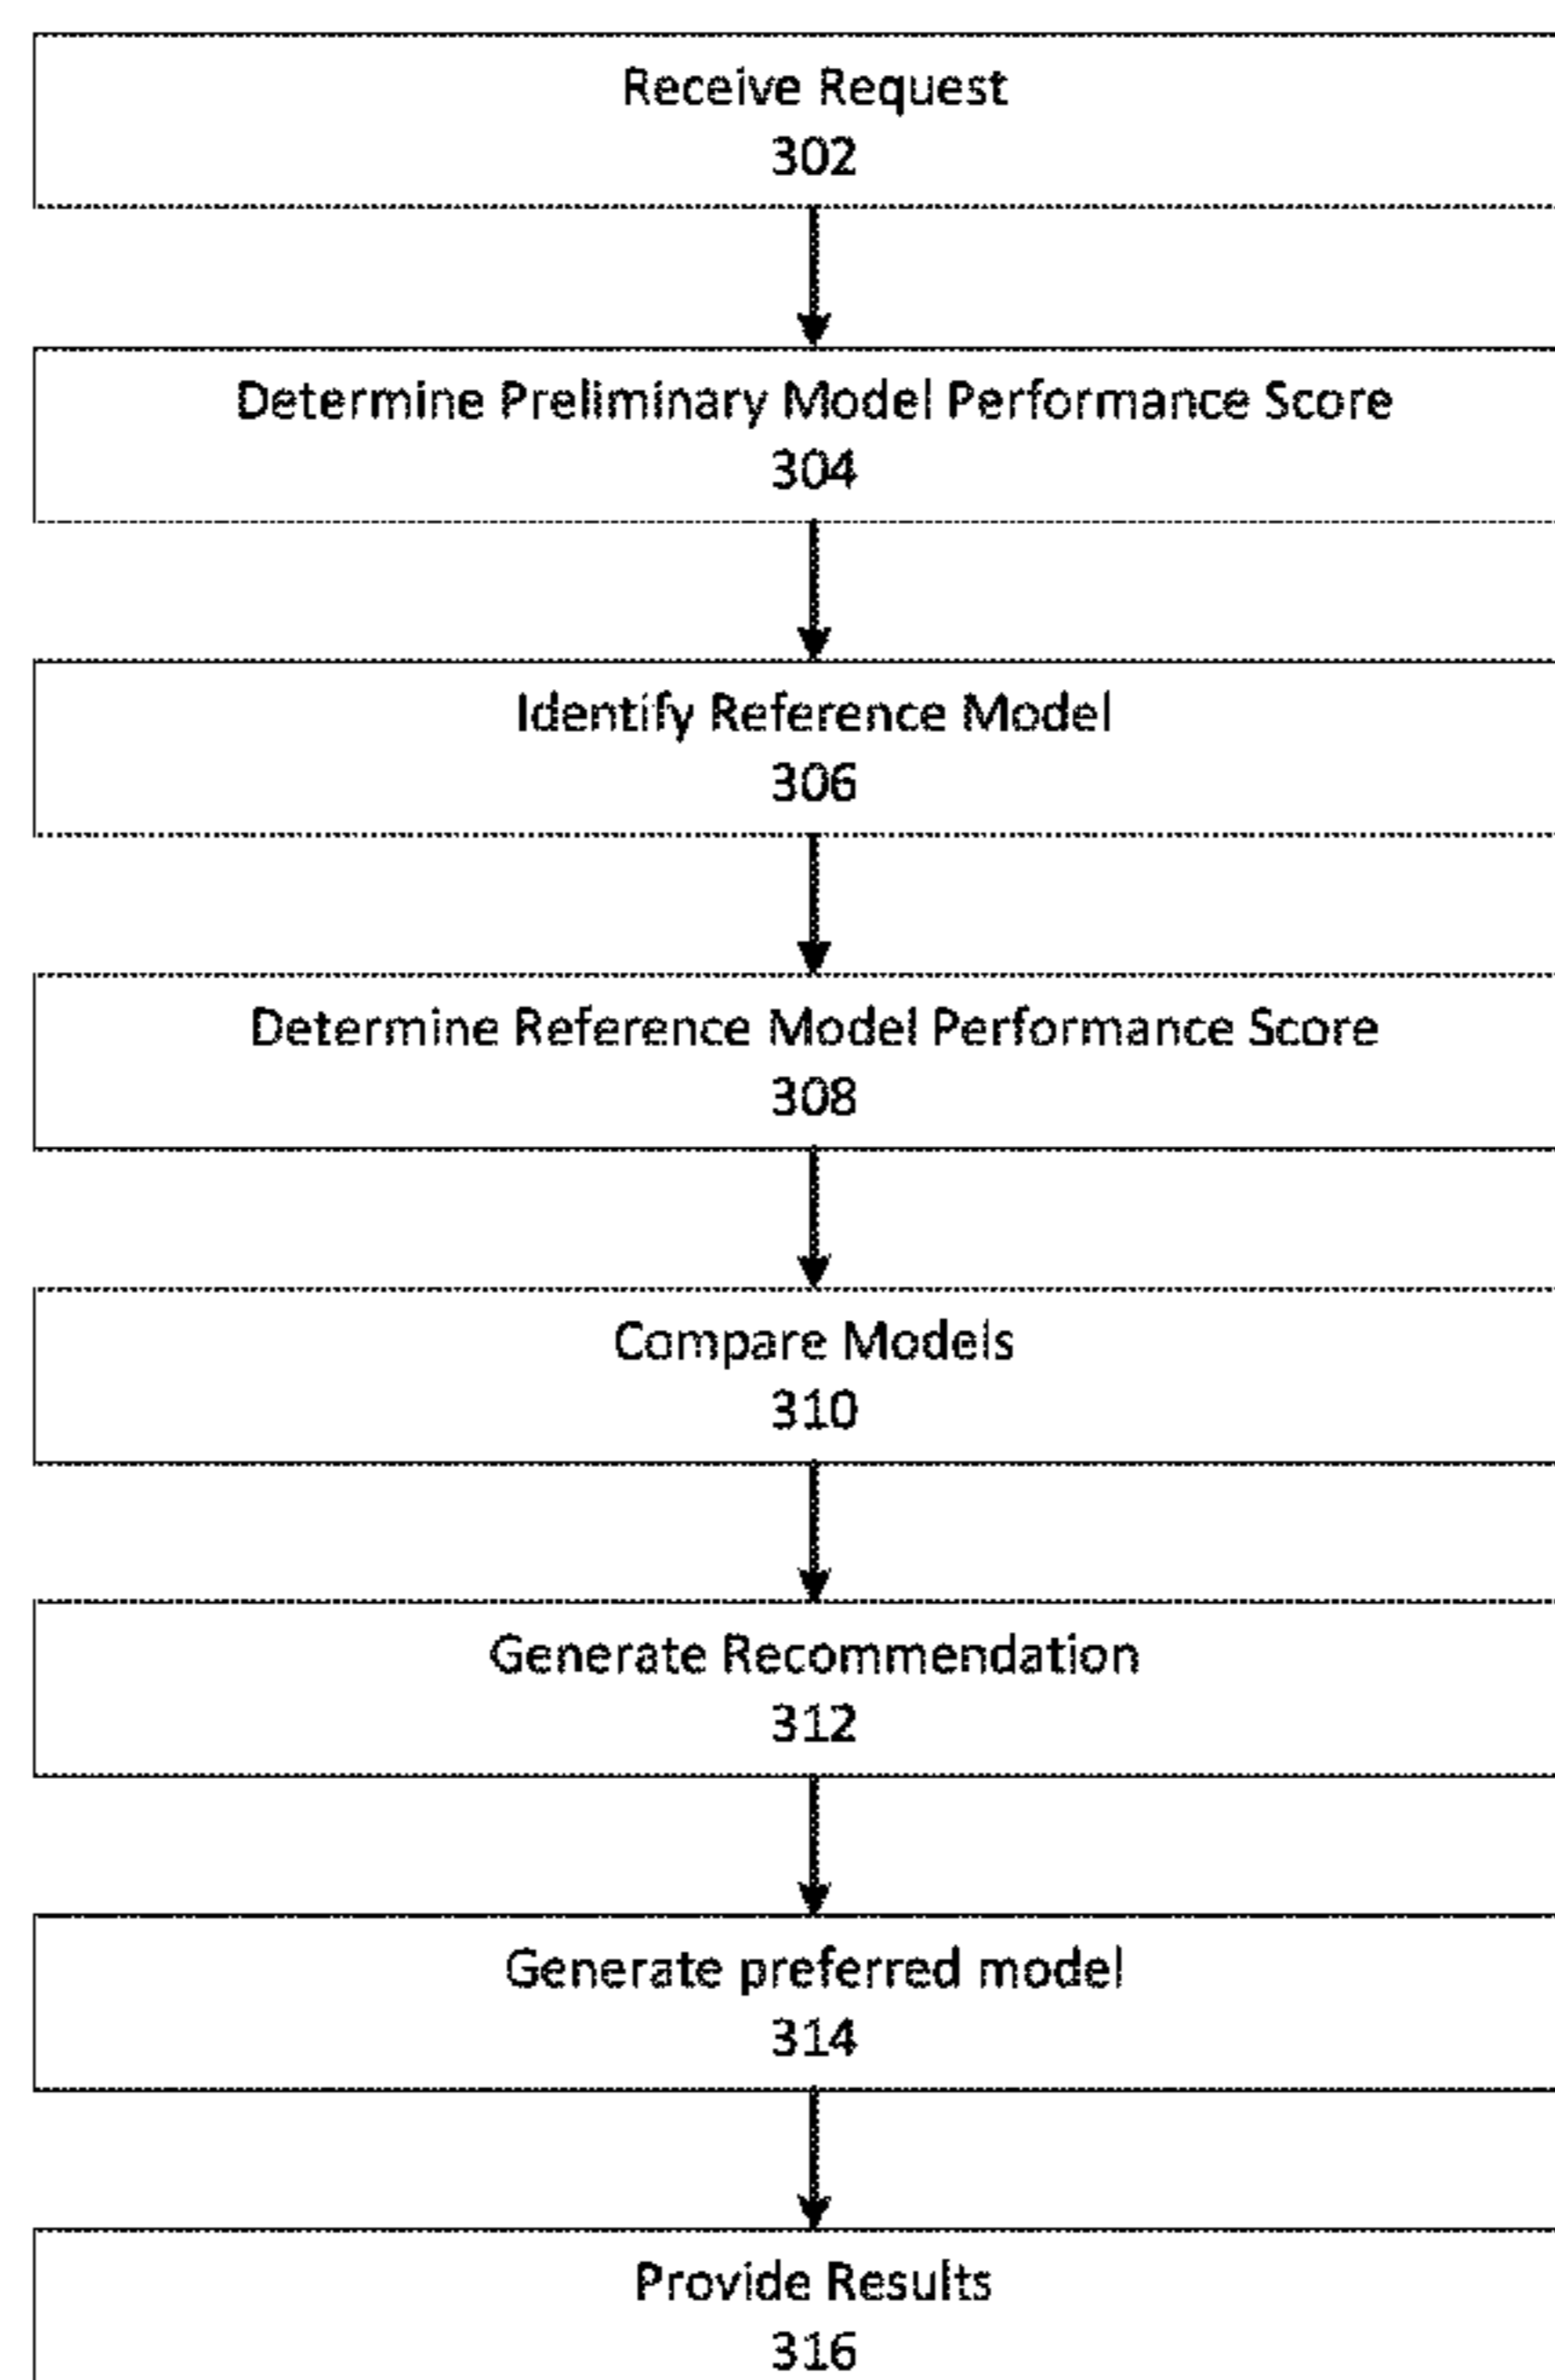 Receive Request
302
Determine Preliminary Model Performance Score
304
Identify Reference Model
306
Determine Reference Model Performance Score
308
Compare Models
310
Generate Recommendation
312
Generate preferred model
314
Provide Results
316